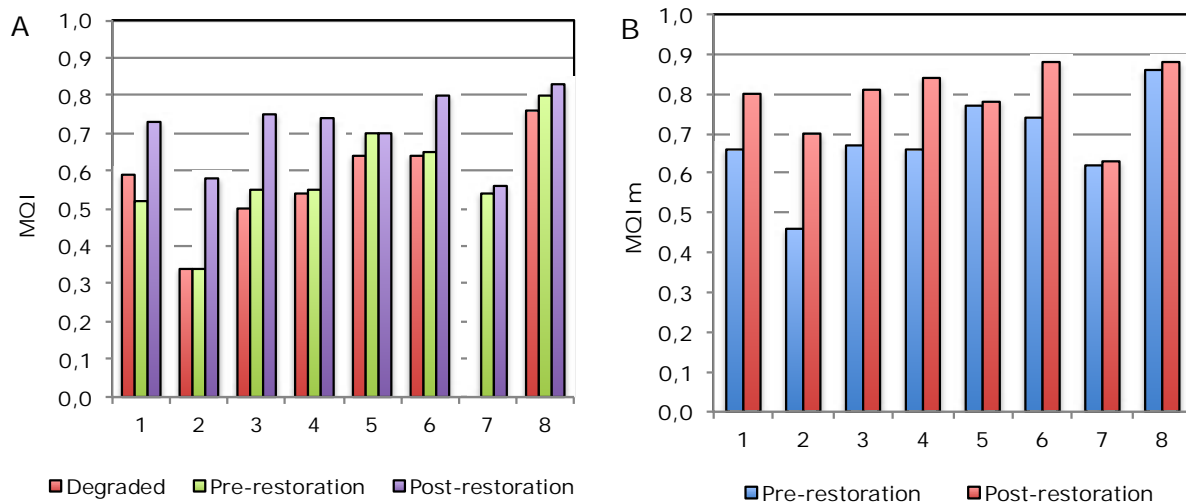 A
MQI
1,0
0,9
0,8
0,7
0,6
0,5
0,4
0,3
0,2
0,1
0,0
1 2 3 4 5 6 7 8
Degraded Pre-restoration Post-restoration
B
MQI m
1,0
0,9
0,8
0,7
0,6
0,5
0,4
0,3
0,2
0,1
0,0
1 2 3 4 5 6 7 8
Pre-restoration Post-restoration